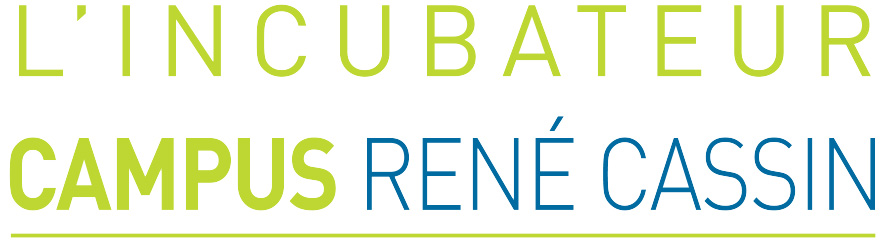 L'INCUBATEUR
CAMPUS RENÉ CASSIN